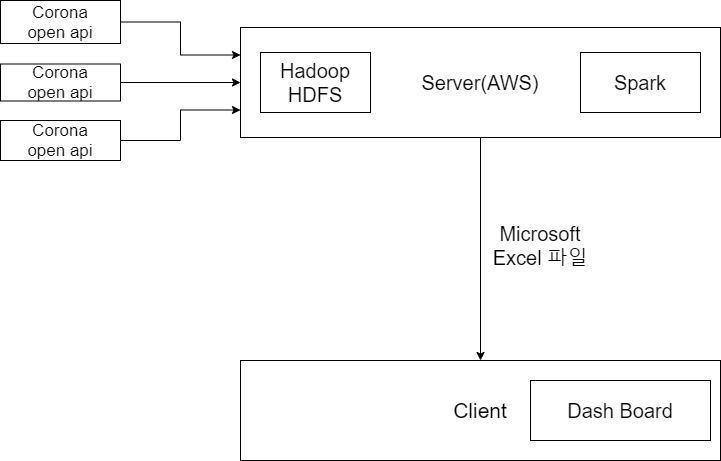 Corona
open api
Corona
open api
Corona
open api
Hadoop
HDFS
Server(AWS)
Spark
Microsoft
Excel 파일
Client
Dash Board